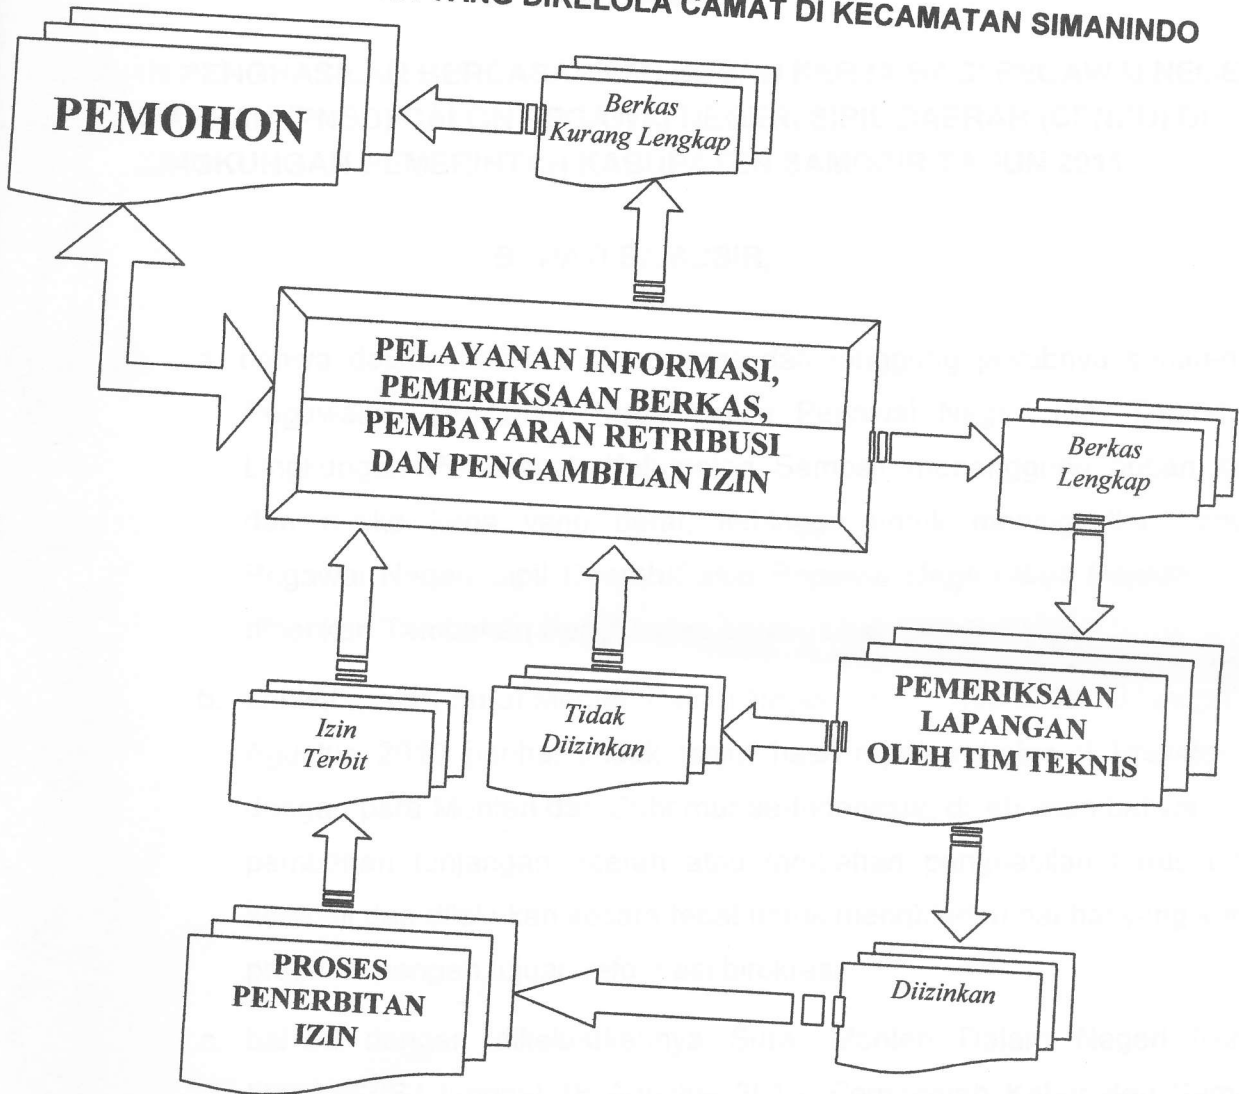 YANG DIKELOLA CAMAT DI KECAMATAN SIMANINDO
PEMOHON
Berkas
Kurang Lengkap
PELAYANAN INFORMASI,
PEMERIKSAAN BERKAS,
PEMBAYARAN RETRIBUSI
DAN PENGAMBILAN IZIN
Berkas
Lengkap
PEMERIKSAAN
LAPANGAN
OLEH TIM TEKNIS
Tidak
Diizinkan
Izin
Terbit
PROSES
PENERBITAN
IZIN
Diizinkan